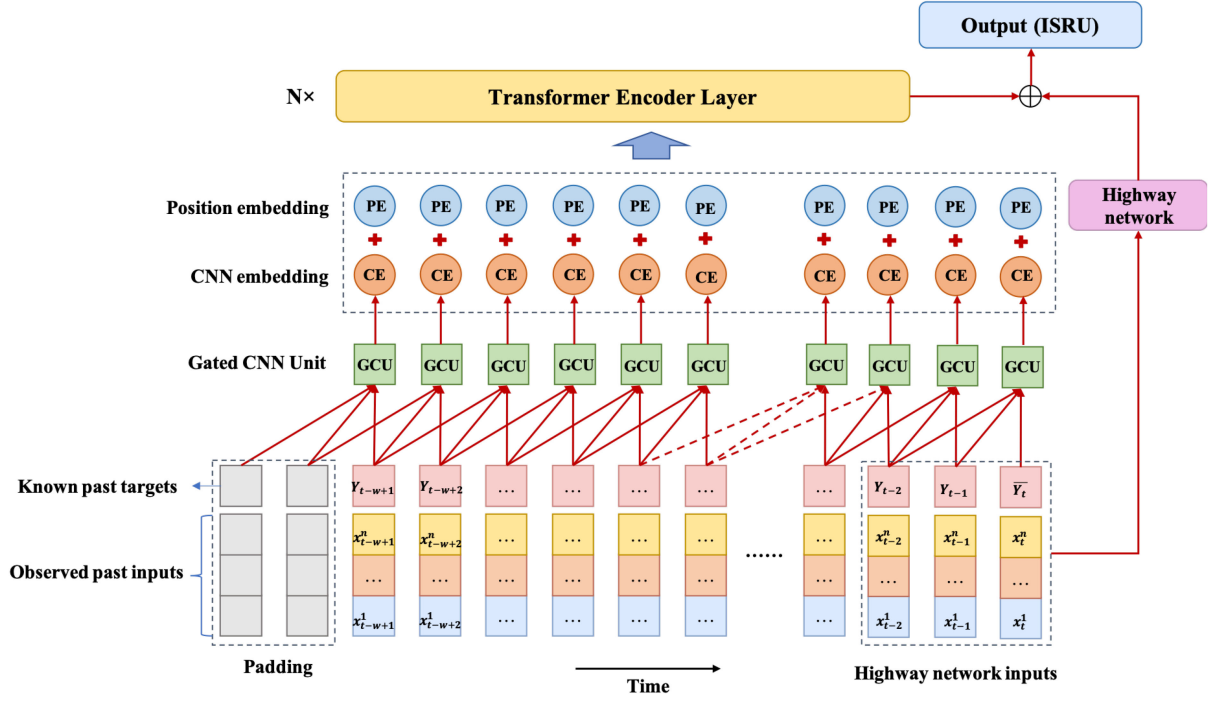 Output (ISRU)
N×
Transformer Encoder Layer
Position embedding
PE PE PE PE PE PE PE PE PE PE
Highway
network
CNN embedding
CE CE CE CE CE CE CE CE CE CE
Gated CNN Unit
GCU GCU GCU GCU GCU GCU GCU GCU GCU GCU
Known past targets
Y_{t-w+1} Y_{t-w+2} ... ... ... ... ... Y_{t-2} Y_{t-1} \overline{Y_t}
x^n_{t-w+1} x^n_{t-w+2} ... ... ... ... ... x^n_{t-2} x^n_{t-1} x^n_t
......
Observed past inputs
... ... ... ... ... ... ... ... ... ...
x^1_{t-w+1} x^1_{t-w+2} ... ... ... ... ... x^1_{t-2} x^1_{t-1} x^1_t
Padding
Time
Highway network inputs